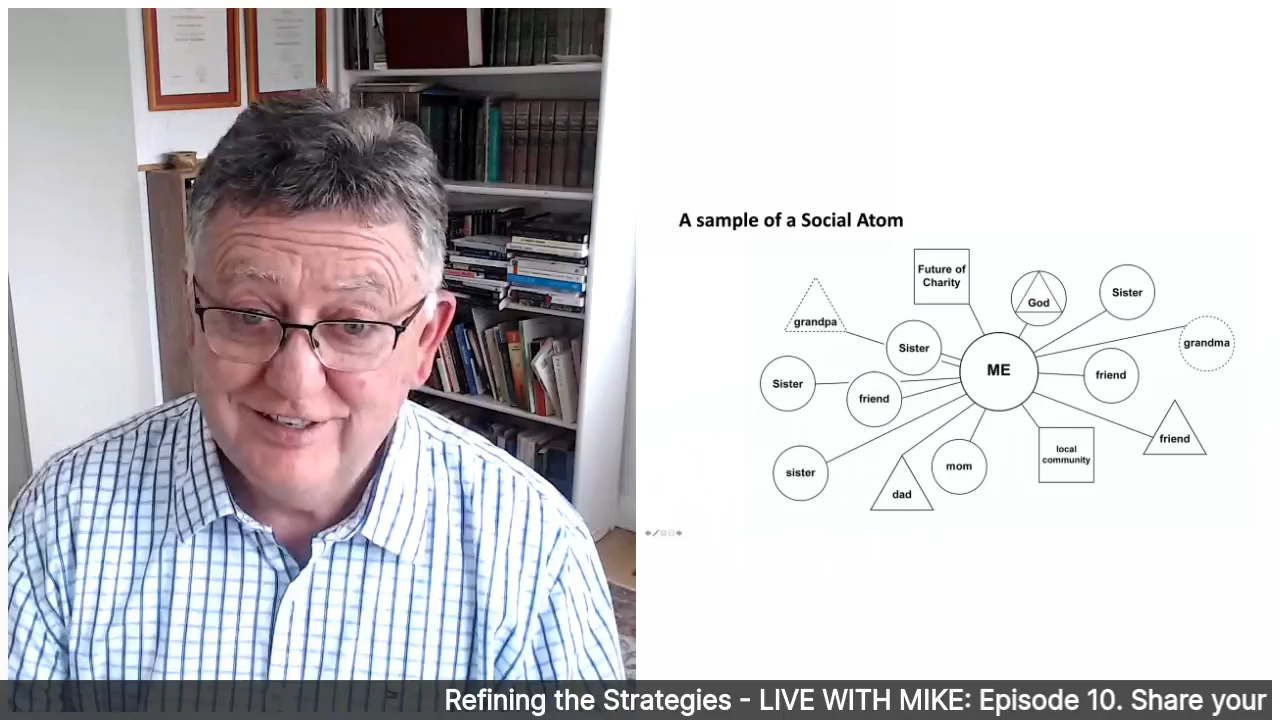 A sample of a Social Atom
Future of
Charity
God
Sister
grandpa
Sister
ME
grandma
Sister
friend
friend
friend
sister
dad
mom
local
community
Refining the Strategies - LIVE WITH MIKE: Episode 10. Share your